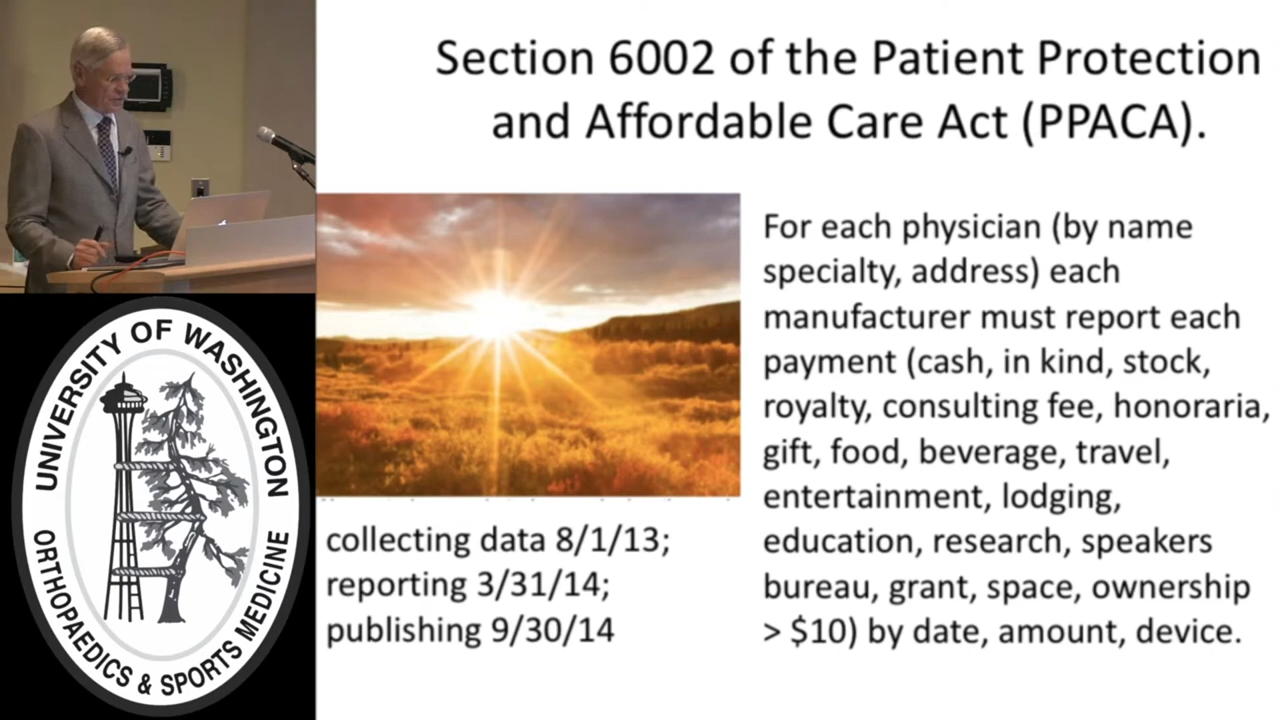 Section 6002 of the Patient Protection
and Affordable Care Act (PPACA).
For each physician (by name
specialty, address) each
manufacturer must report each
payment (cash, in kind, stock,
royalty, consulting fee, honoraria,
gift, food, beverage, travel,
entertainment, lodging,
education, research, speakers
bureau, grant, space, ownership
> $10) by date, amount, device.
collecting data 8/1/13;
reporting 3/31/14;
publishing 9/30/14
UNIVERSITY OF WASHINGTON
ORTHOPAEDICS & SPORTS MEDICINE